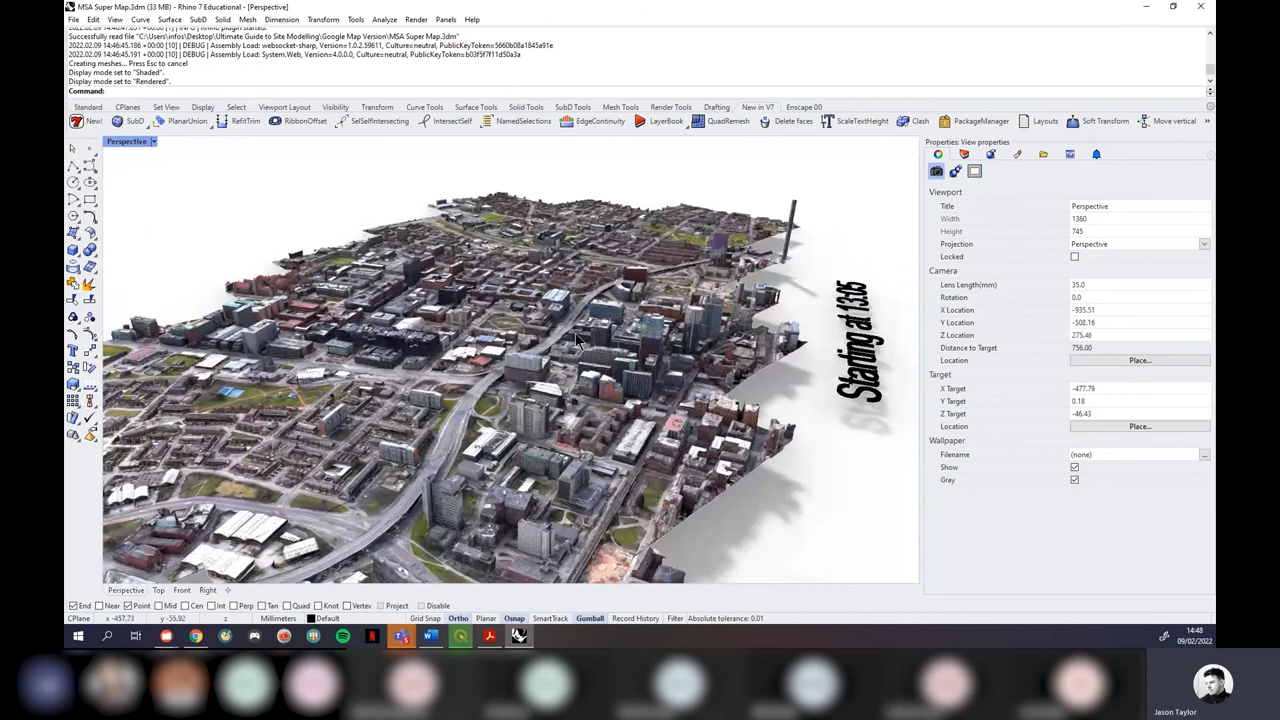 MSA Super Map.3dm (33 MB) - Rhino 7 Educational - [Perspective]
File Edit View Curve Surface SubD Solid Mesh Dimension Transform Tools Analyze Render Panels Help
Successfully read file "C:\Users\infos\Desktop\Ultimate Guide to Site Modelling\Google Map Version\MSA Super Map.3dm"
2022.02.09 14:46:45.186 +00:00 [10] | DEBUG | Assembly Load: websocket-sharp, Version=1.0.2.59611, Culture=neutral, PublicKeyToken=5660b08a1845a91e
2022.02.09 14:46:45.191 +00:00 [10] | DEBUG | Assembly Load: System.Web, Version=4.0.0.0, Culture=neutral, PublicKeyToken=b03f5f7f11d50a3a
Creating meshes... Press Esc to cancel
Display mode set to "Shaded".
Display mode set to "Rendered".
Command:
Standard CPlanes Set View Display Select Viewport Layout Visibility Transform Curve Tools Surface Tools Solid Tools SubD Tools Mesh Tools Render Tools Drafting New in V7 Enscape 00
New! SubD PlanarUnion RefitTrim RibbonOffset SelSelfIntersecting IntersectSelf NamedSelections EdgeContinuity LayerBook QuadRemesh Delete faces ScaleTextHeight Clash PackageManager Layouts Soft Transform Move vertical
Perspective
Starting at 13:05
Properties: View properties
Viewport
Title Perspective
Width 1360
Height 745
Projection Perspective
Locked
Camera
Lens Length(mm) 35.0
Rotation 0.0
X Location -935.51
Y Location -508.16
Z Location 275.46
Distance to Target 756.00
Location Place...
Target
X Target -477.79
Y Target 0.18
Z Target -46.43
Location Place...
Wallpaper
Filename (none) ...
Show
Gray
Perspective Top Front Right
End Near Point Mid Cen Int Perp Tan Quad Knot Vertex Project Disable
CPlane x -457.73 y -55.92 z Millimeters Default Grid Snap Ortho Planar Osnap SmartTrack Gumball Record History Filter Absolute tolerance: 0.01
14:48
09/02/2022
Jason Taylor